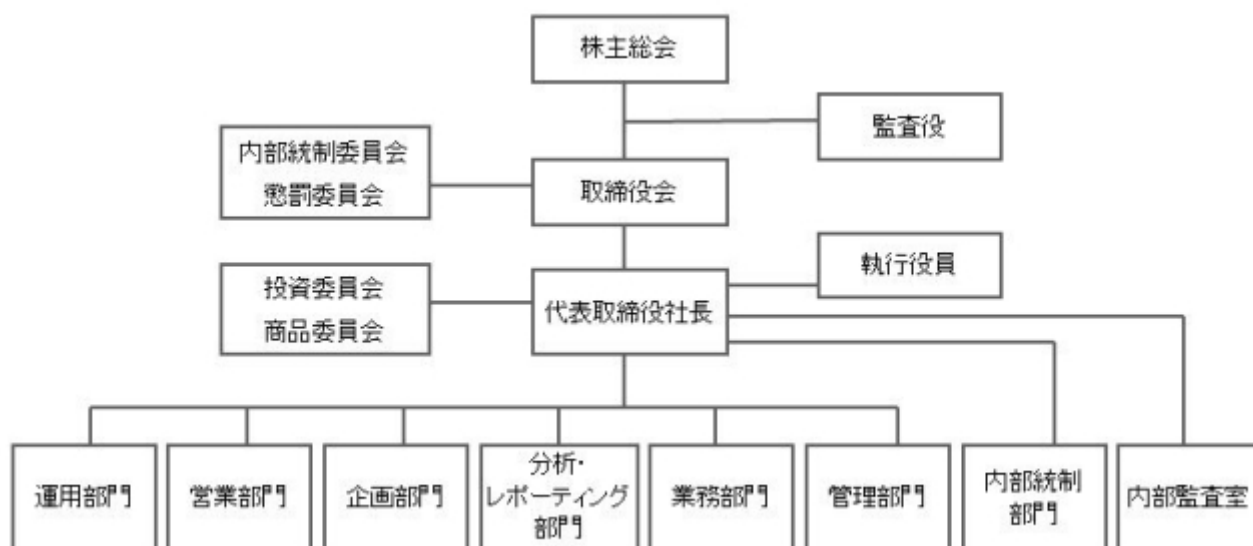 株主総会
監査役
内部統制委員会
懲罰委員会
取締役会
執行役員
投資委員会
商品委員会
代表取締役社長
運用部門
営業部門
企画部門
分析・
レポーティング
部門
業務部門
管理部門
内部統制
部門
内部監査室